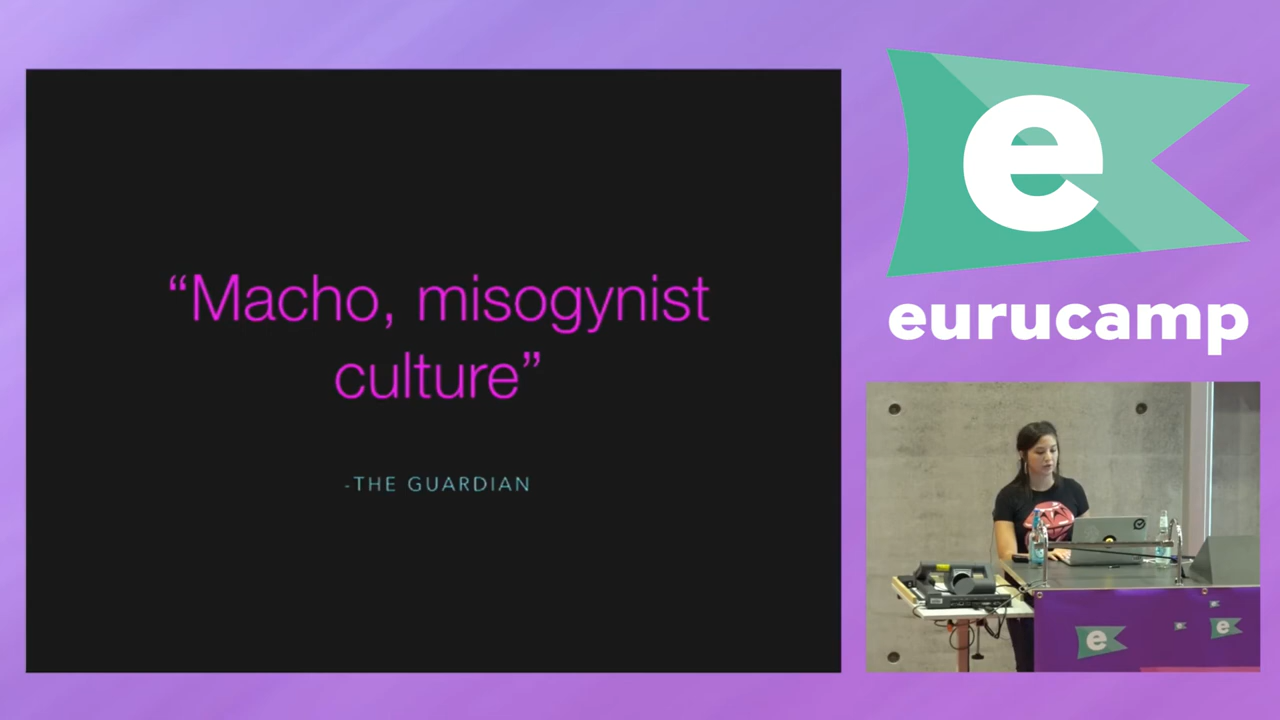 “Macho, misogynist
culture”
-THE GUARDIAN
e
eurucamp
e
e
e